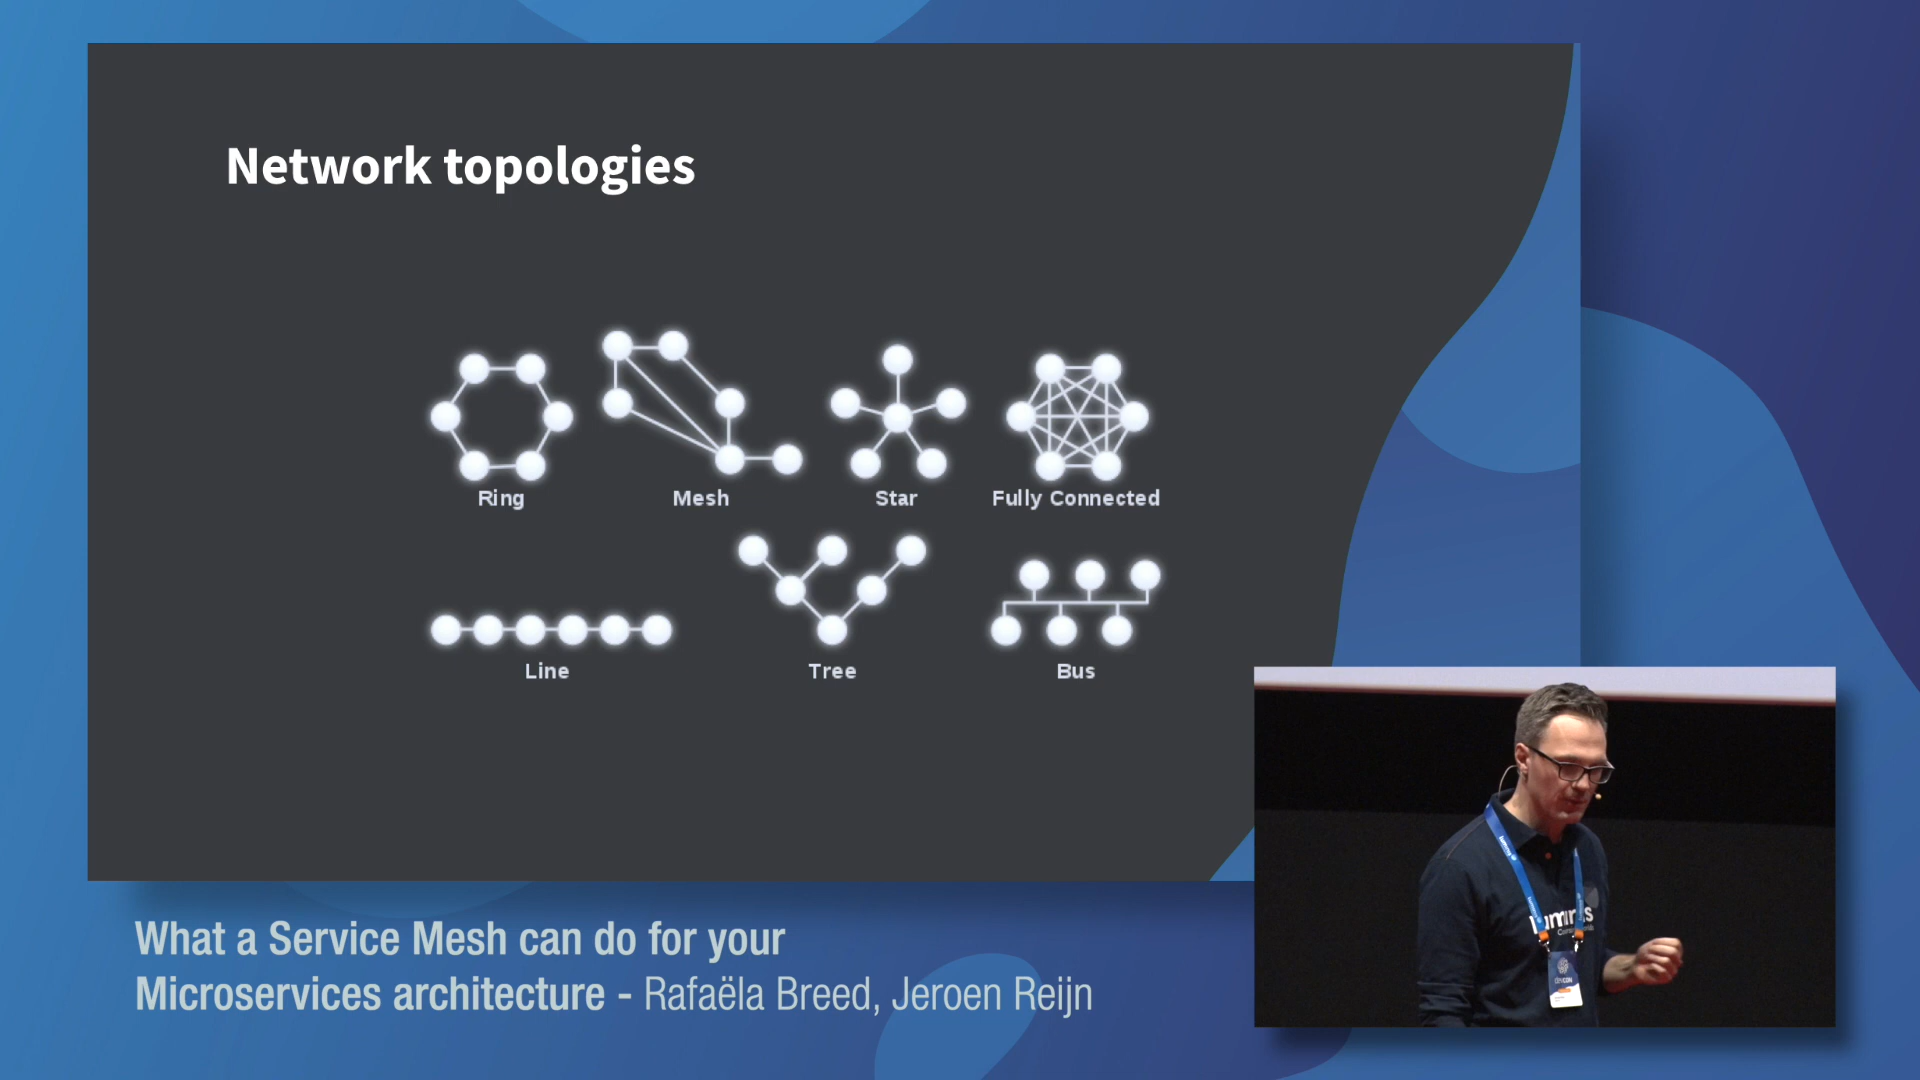 Network topologies
Ring
Mesh
Star
Fully Connected
Line
Tree
Bus
What a Service Mesh can do for your
Microservices architecture - Rafaëla Breed, Jeroen Reijn